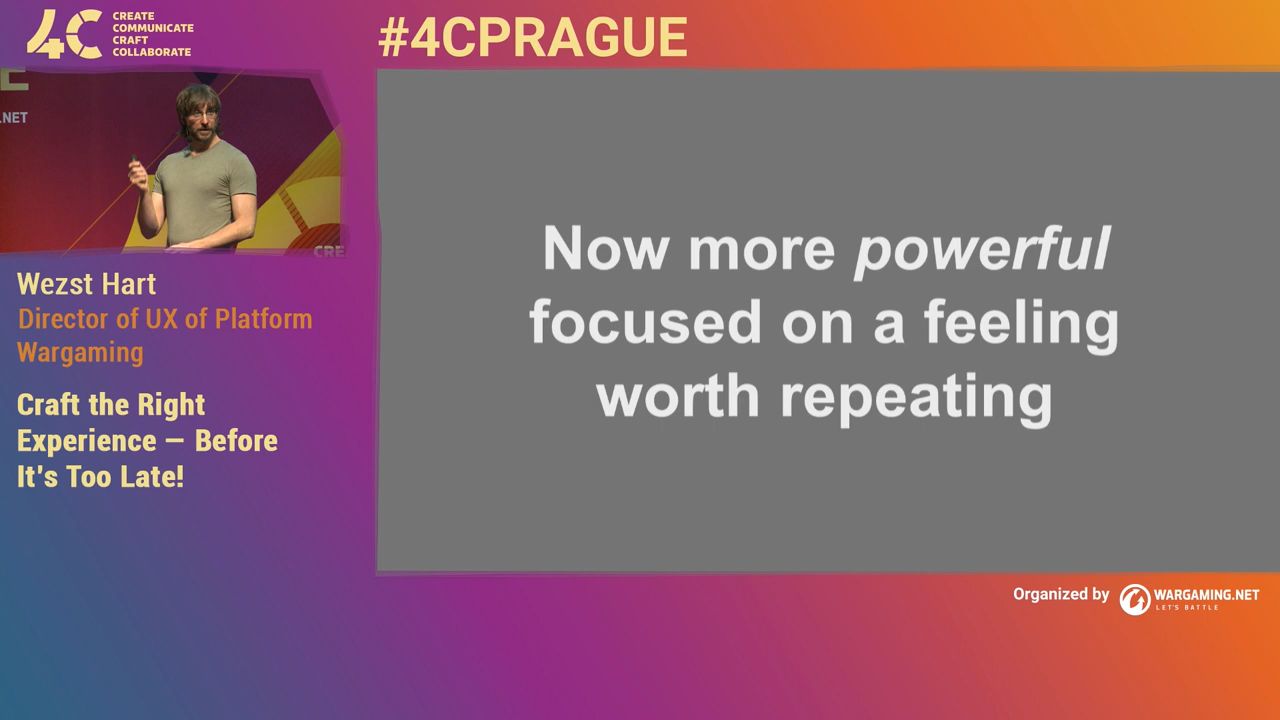 4C
CREATE
COMMUNICATE
CRAFT
COLLABORATE
#4CPRAGUE
E
.NET
CRE
Wezst Hart
Director of UX of Platform
Wargaming
Craft the Right
Experience — Before
It's Too Late!
Now more powerful
focused on a feeling
worth repeating
Organized by
WARGAMING.NET
LET'S BATTLE